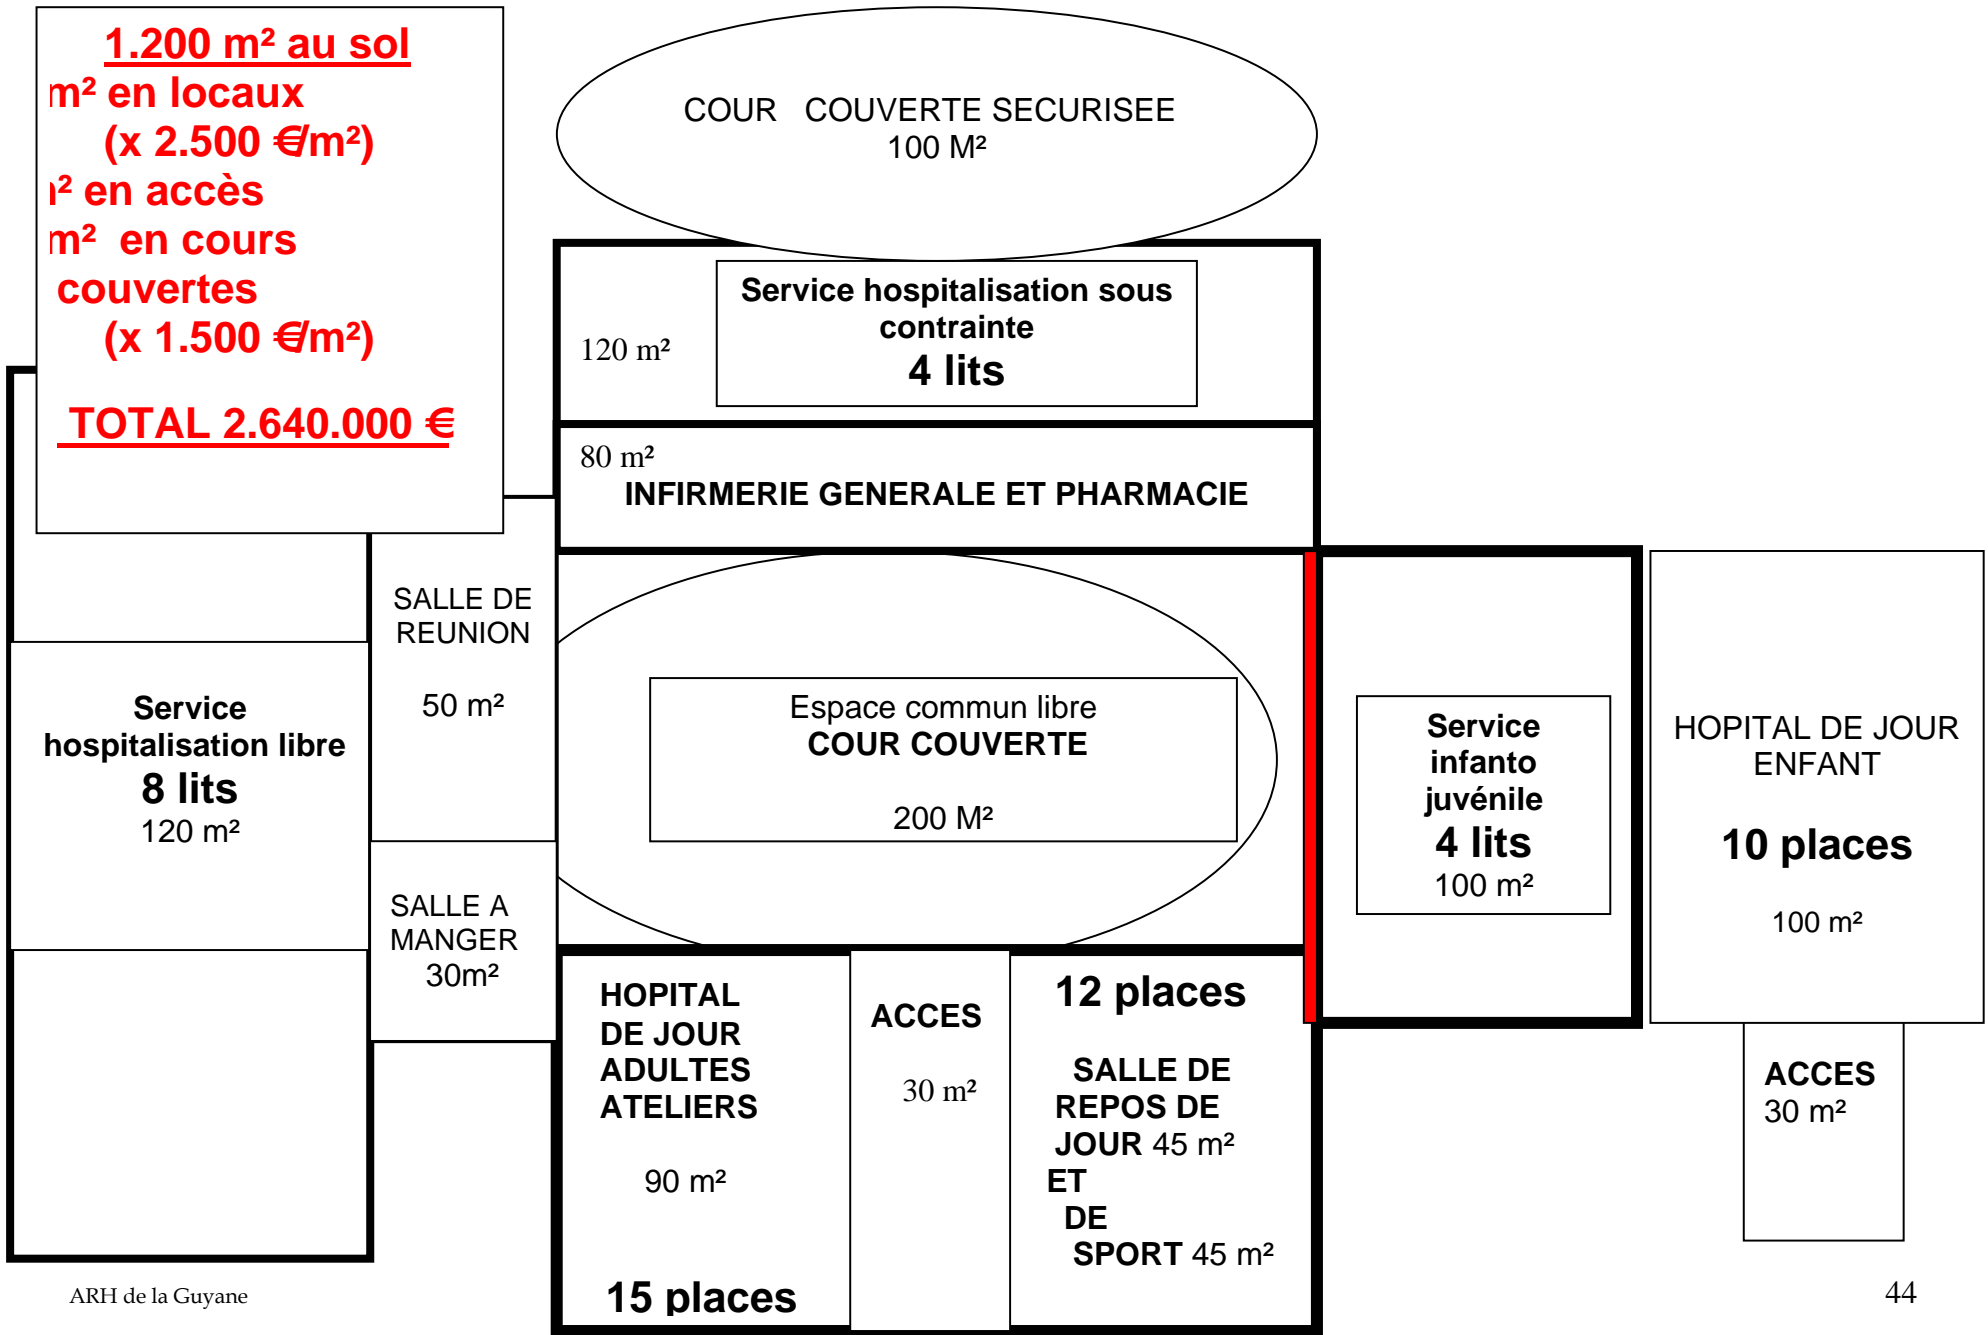 1.200 m² au sol
m² en locaux
(x 2.500 €/m²)
² en accès
m² en cours
couvertes
(x 1.500 €/m²)
TOTAL 2.640.000 €
COUR COUVERTE SECURISEE
100 M²
Service hospitalisation sous
contrainte
4 lits
120 m²
80 m²
INFIRMERIE GENERALE ET PHARMACIE
SALLE DE
REUNION
50 m²
Service
hospitalisation libre
8 lits
120 m²
Espace commun libre
COUR COUVERTE
200 M²
Service
infanto
juvénile
4 lits
100 m²
HOPITAL DE JOUR
ENFANT
10 places
100 m²
SALLE A
MANGER
30m²
HOPITAL
DE JOUR
ADULTES
ATELIERS
90 m²
15 places
ACCES
30 m²
12 places
SALLE DE
REPOS DE
JOUR 45 m²
ET
DE
SPORT 45 m²
ACCES
30 m²
ARH de la Guyane
44